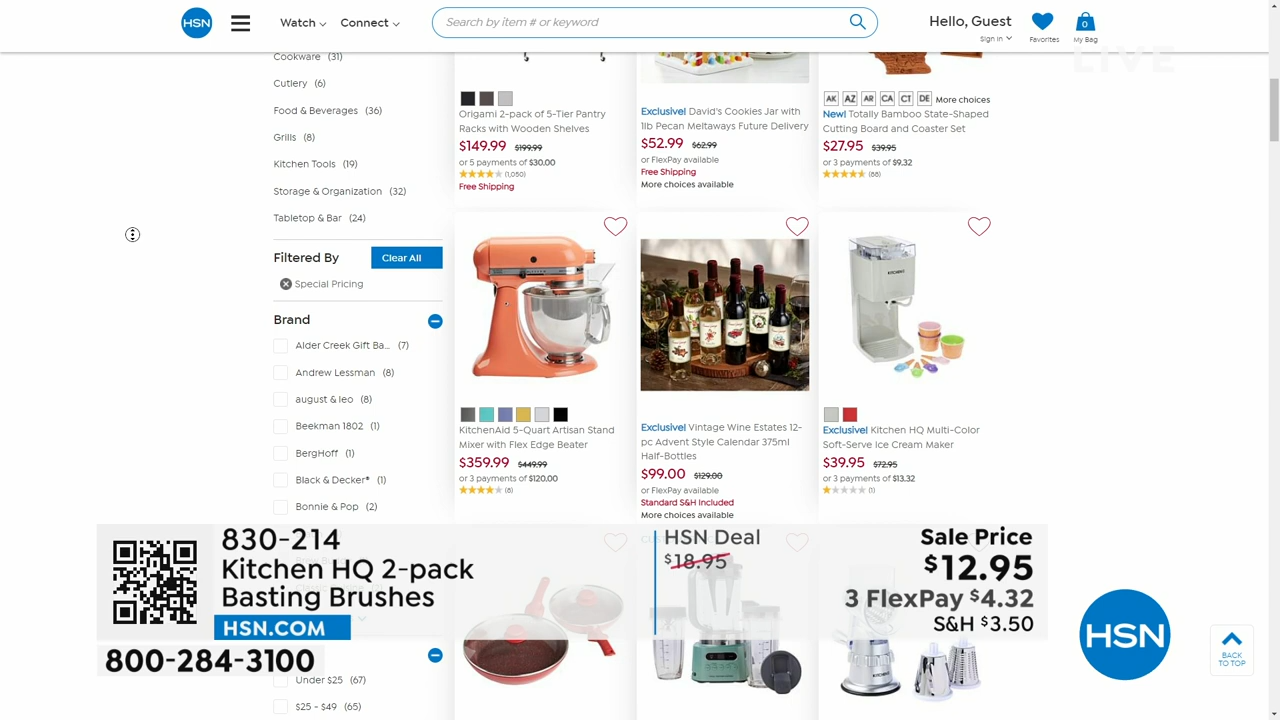 HSN
Watch
Connect
Search by item # or keyword
Hello, Guest
Sign In
Favorites
0
My Bag
LIVE
Cookware (31)
Cutlery (6)
Food & Beverages (36)
Grills (8)
Kitchen Tools (19)
Storage & Organization (32)
Tabletop & Bar (24)
Filtered By
Clear All
Special Pricing
Brand
Alder Creek Gift Ba... (7)
Andrew Lessman (8)
august & leo (8)
Beekman 1802 (1)
BergHoff (1)
Black & Decker® (1)
Bonnie & Pop (2)
Under $25 (67)
$25 - $49 (65)
Origami 2-pack of 5-Tier Pantry
Racks with Wooden Shelves
$149.99 $199.99
or 5 payments of $30.00
(1,050)
Free Shipping
Exclusive! David's Cookies Jar with
1lb Pecan Meltaways Future Delivery
$52.99 $62.99
or FlexPay available
Free Shipping
More choices available
AK AZ AR CA CT DE More choices
New! Totally Bamboo State-Shaped
Cutting Board and Coaster Set
$27.95 $39.95
or 3 payments of $9.32
(86)
KitchenAid 5-Quart Artisan Stand
Mixer with Flex Edge Beater
$359.99 $449.99
or 3 payments of $120.00
(8)
Exclusive! Vintage Wine Estates 12-
pc Advent Style Calendar 375ml
Half-Bottles
$99.00 $129.00
or FlexPay available
Standard S&H Included
More choices available
Exclusive! Kitchen HQ Multi-Color
Soft-Serve Ice Cream Maker
$39.95 $72.95
or 3 payments of $13.32
(1)
830-214
Kitchen HQ 2-pack
Basting Brushes
HSN.COM
800-284-3100
HSN Deal
$18.95
Sale Price
$12.95
3 FlexPay $4.32
S&H $3.50
HSN
BACK
TO TOP